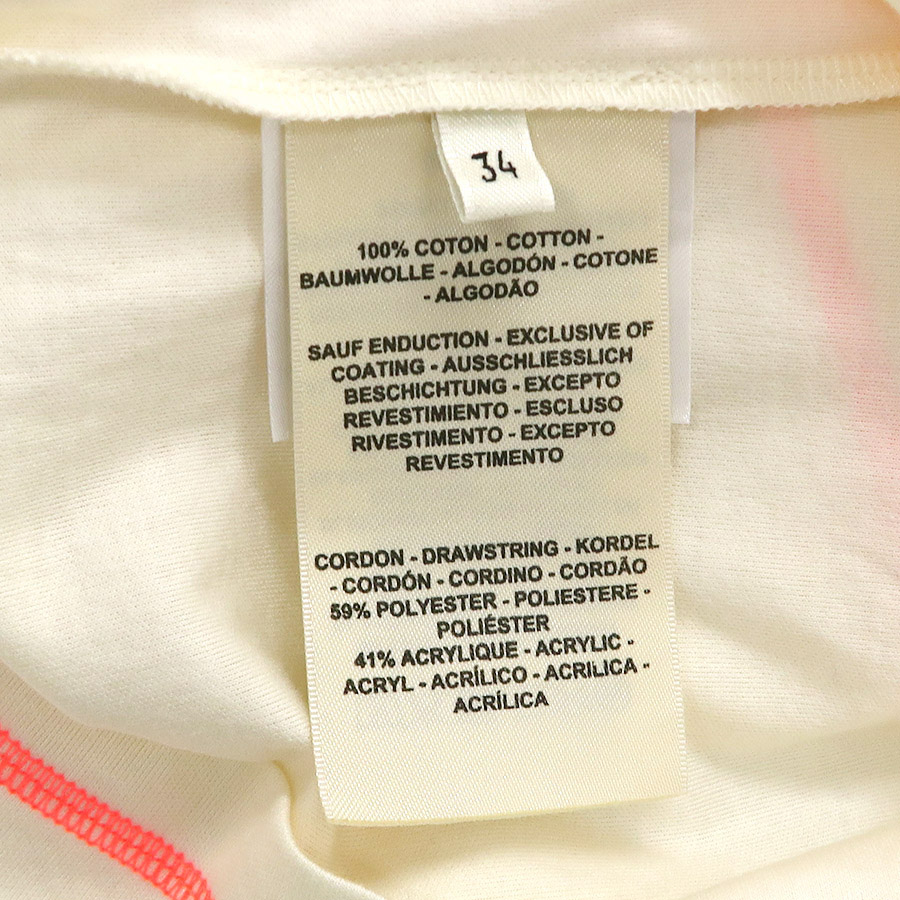 34
100% COTON - COTTON -
BAUMWOLLE - ALGODÓN - COTONE
- ALGODÃO
SAUF ENDUCTION - EXCLUSIVE OF
COATING - AUSSCHLIESSLICH
BESCHICHTUNG - EXCEPTO
REVESTIMIENTO - ESCLUSO
RIVESTIMENTO - EXCEPTO
REVESTIMENTO
CORDON - DRAWSTRING - KORDEL
- CORDÓN - CORDINO - CORDÃO
59% POLYESTER - POLIESTERE -
POLIÉSTER
41% ACRYLIQUE - ACRYLIC -
ACRYL - ACRÍLICO - ACRILICA -
ACRÍLICA